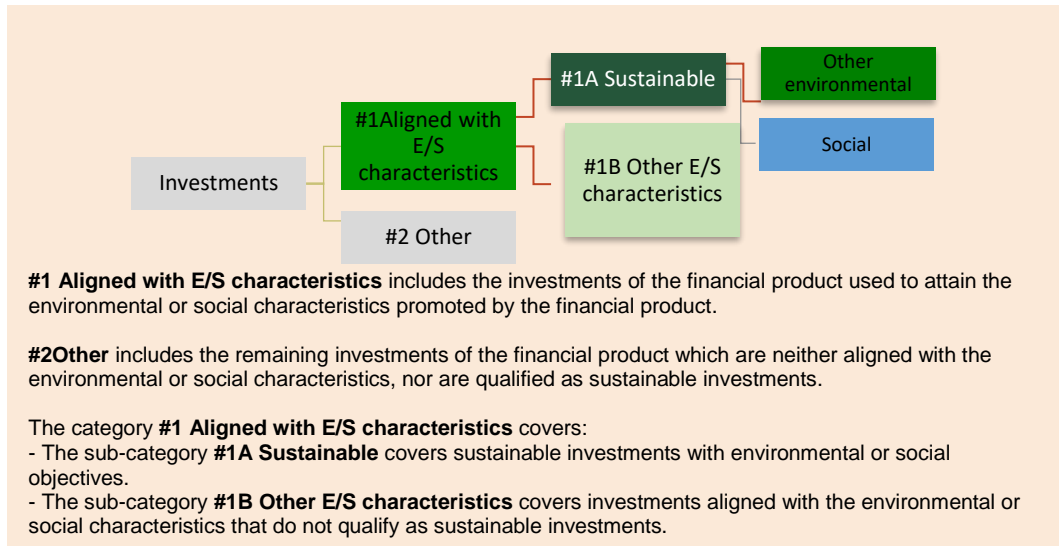 Other
environmental
#1A Sustainable
#1Aligned with
E/S
characteristics
Social
#1B Other E/S
characteristics
Investments
#2 Other
#1 Aligned with E/S characteristics includes the investments of the financial product used to attain the
environmental or social characteristics promoted by the financial product.
#2Other includes the remaining investments of the financial product which are neither aligned with the
environmental or social characteristics, nor are qualified as sustainable investments.
The category #1 Aligned with E/S characteristics covers:
- The sub-category #1A Sustainable covers sustainable investments with environmental or social
objectives.
- The sub-category #1B Other E/S characteristics covers investments aligned with the environmental or
social characteristics that do not qualify as sustainable investments.